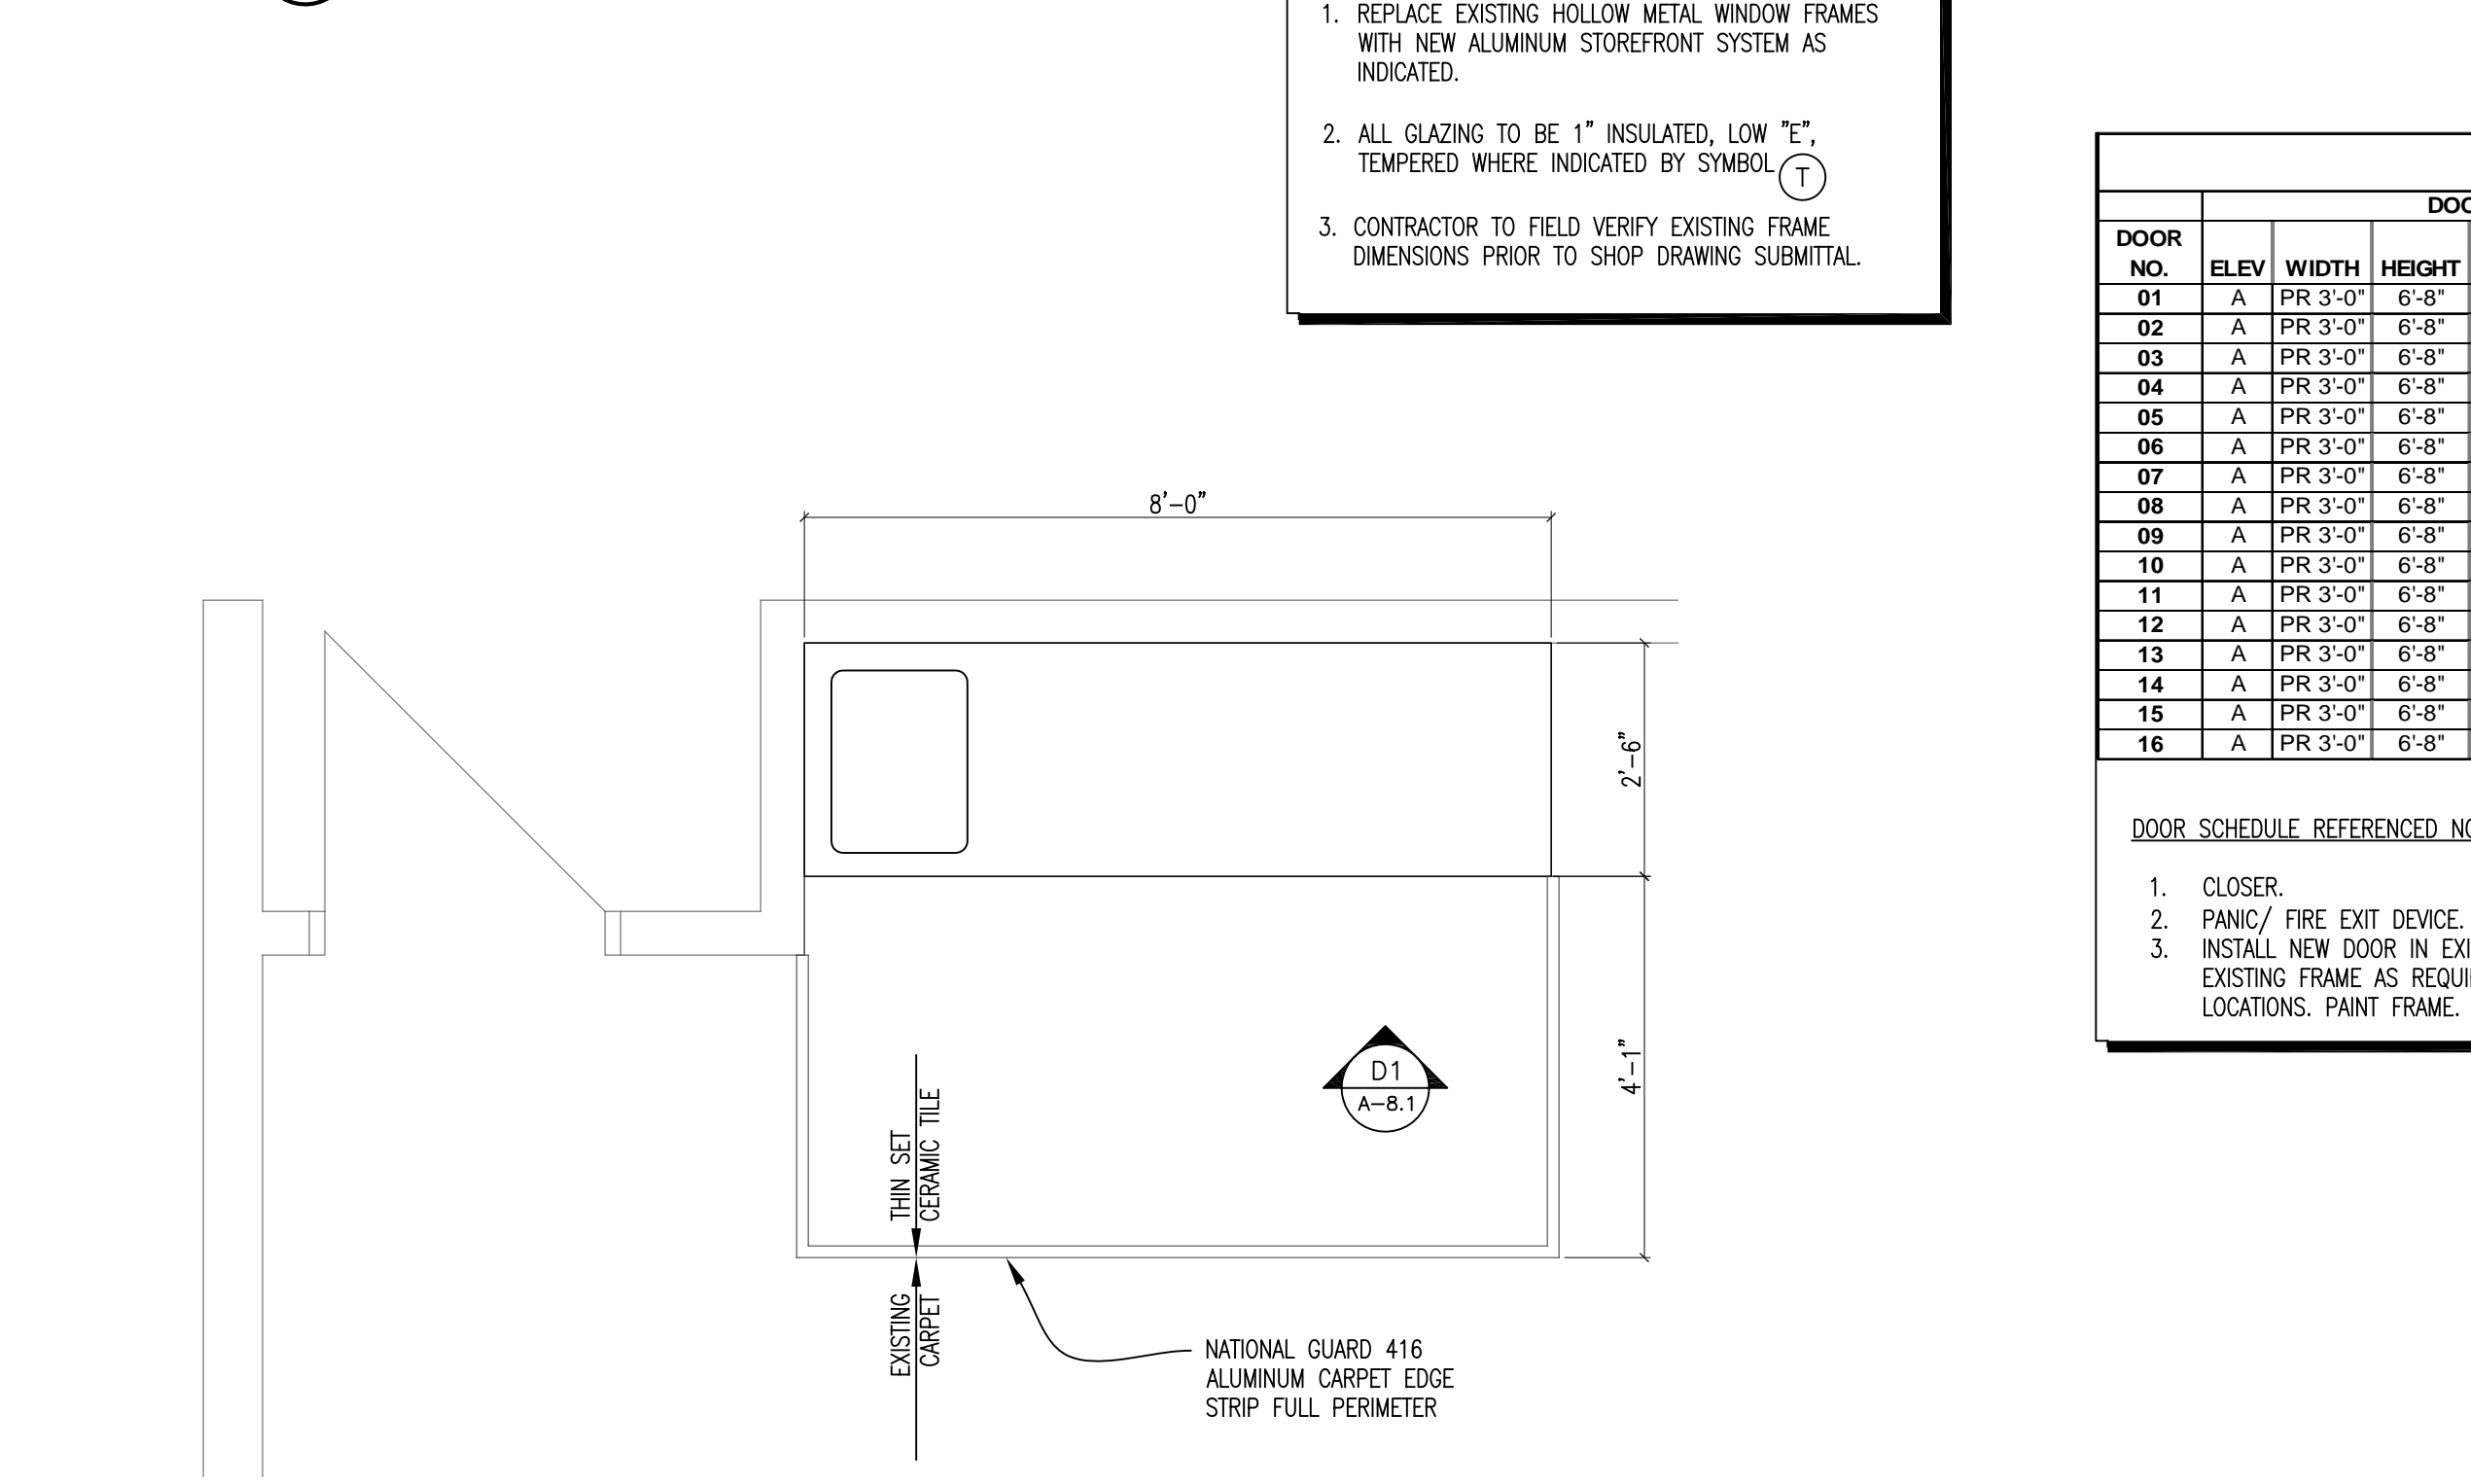 1. REPLACE EXISTING HOLLOW METAL WINDOW FRAMES
WITH NEW ALUMINUM STOREFRONT SYSTEM AS
INDICATED.
2. ALL GLAZING TO BE 1" INSULATED, LOW "E",
TEMPERED WHERE INDICATED BY SYMBOL T
3. CONTRACTOR TO FIELD VERIFY EXISTING FRAME
DIMENSIONS PRIOR TO SHOP DRAWING SUBMITTAL.
8'-0"
2'-6"
4'-1"
D1
A-8.1
THIN SET
CERAMIC TILE
EXISTING
CARPET
NATIONAL GUARD 416
ALUMINUM CARPET EDGE
STRIP FULL PERIMETER
DOOR
NO. ELEV WIDTH HEIGHT
01 A PR 3'-0" 6'-8"
02 A PR 3'-0" 6'-8"
03 A PR 3'-0" 6'-8"
04 A PR 3'-0" 6'-8"
05 A PR 3'-0" 6'-8"
06 A PR 3'-0" 6'-8"
07 A PR 3'-0" 6'-8"
08 A PR 3'-0" 6'-8"
09 A PR 3'-0" 6'-8"
10 A PR 3'-0" 6'-8"
11 A PR 3'-0" 6'-8"
12 A PR 3'-0" 6'-8"
13 A PR 3'-0" 6'-8"
14 A PR 3'-0" 6'-8"
15 A PR 3'-0" 6'-8"
16 A PR 3'-0" 6'-8"
DOOR SCHEDULE REFERENCED
1. CLOSER.
2. PANIC/ FIRE EXIT DEVICE.
3. INSTALL NEW DOOR IN
EXISTING FRAME AS
LOCATIONS. PAINT FRAME.